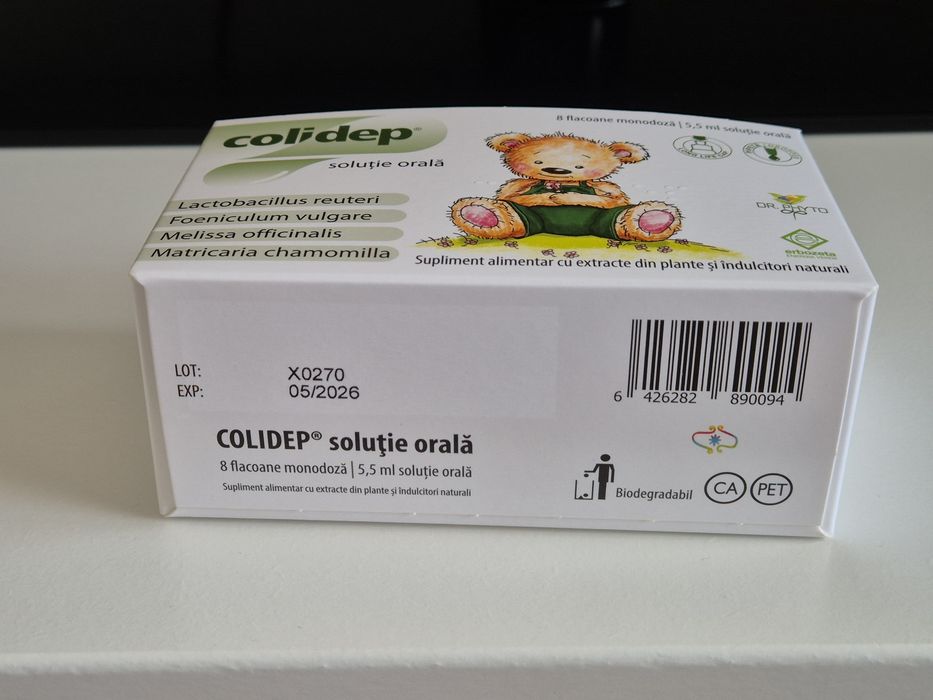 colidep®
soluție orală
8 flacoane monodoză | 5,5 ml soluție orală
Lactobacillus reuteri
Foeniculum vulgare
Melissa officinalis
Matricaria chamomilla
DR. PHYTO
erbozeta
Supliment alimentar cu extracte din plante și îndulcitori naturali
LOT: X0270
EXP: 05/2026
6 426282 890094
COLIDEP® soluţie orală
8 flacoane monodoză | 5,5 ml soluție orală
Supliment alimentar cu extracte din plante și îndulcitori naturali
Biodegradabil
CA
PET